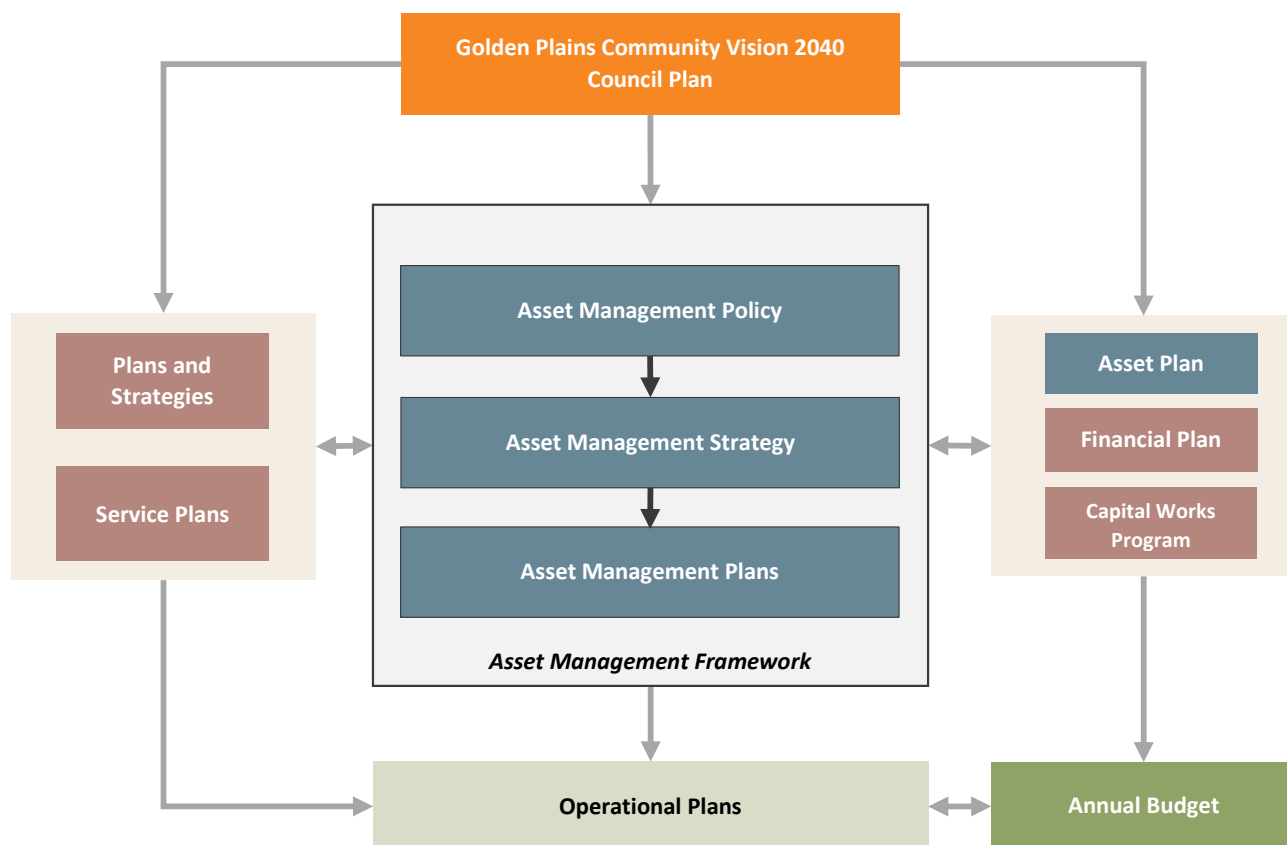 Golden Plains Community Vision 2040
Council Plan
Asset Management Policy
Asset Management Strategy
Asset Management Plans
Asset Management Framework
Plans and
Strategies
Service Plans
Asset Plan
Financial Plan
Capital Works
Program
Operational Plans
Annual Budget